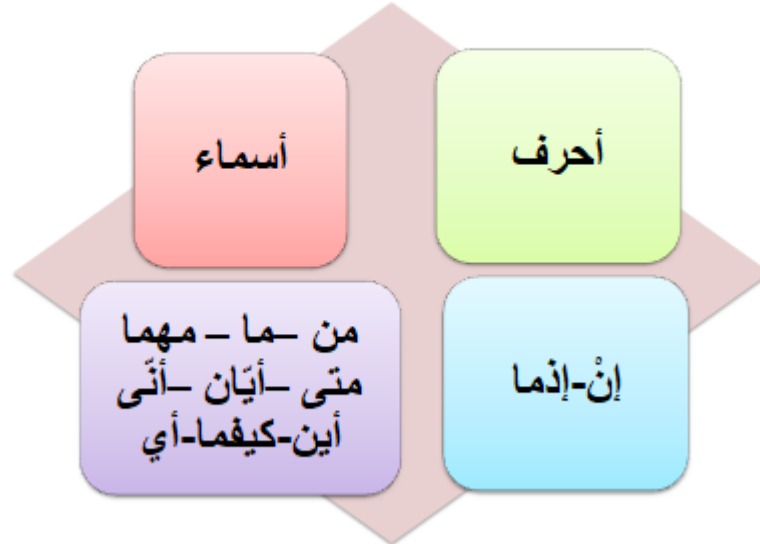 أحرف
أسماء
إنْ-إذما
من –ما – مهما
متى –أيّان –أنّى
أين-كيفما-أي